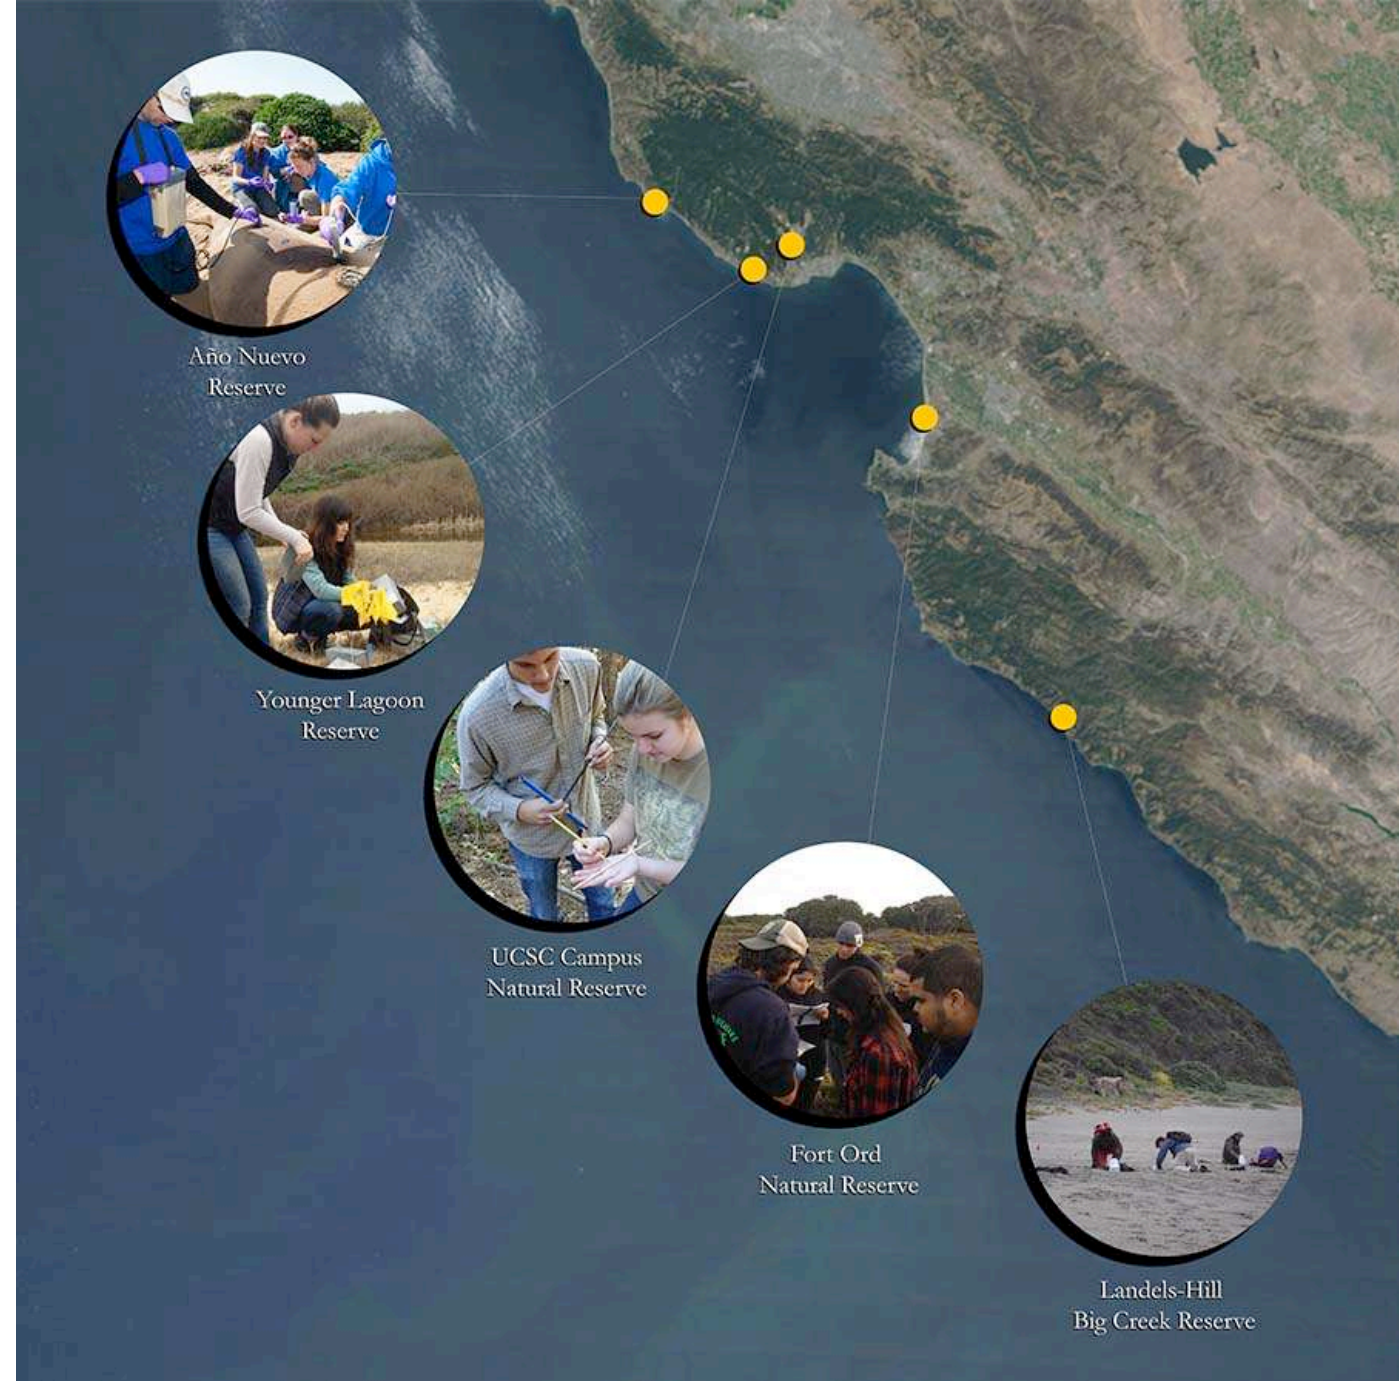 Año Nuevo
Reserve
Younger Lagoon
Reserve
UCSC Campus
Natural Reserve
Fort Ord
Natural Reserve
Landels-Hill
Big Creek Reserve